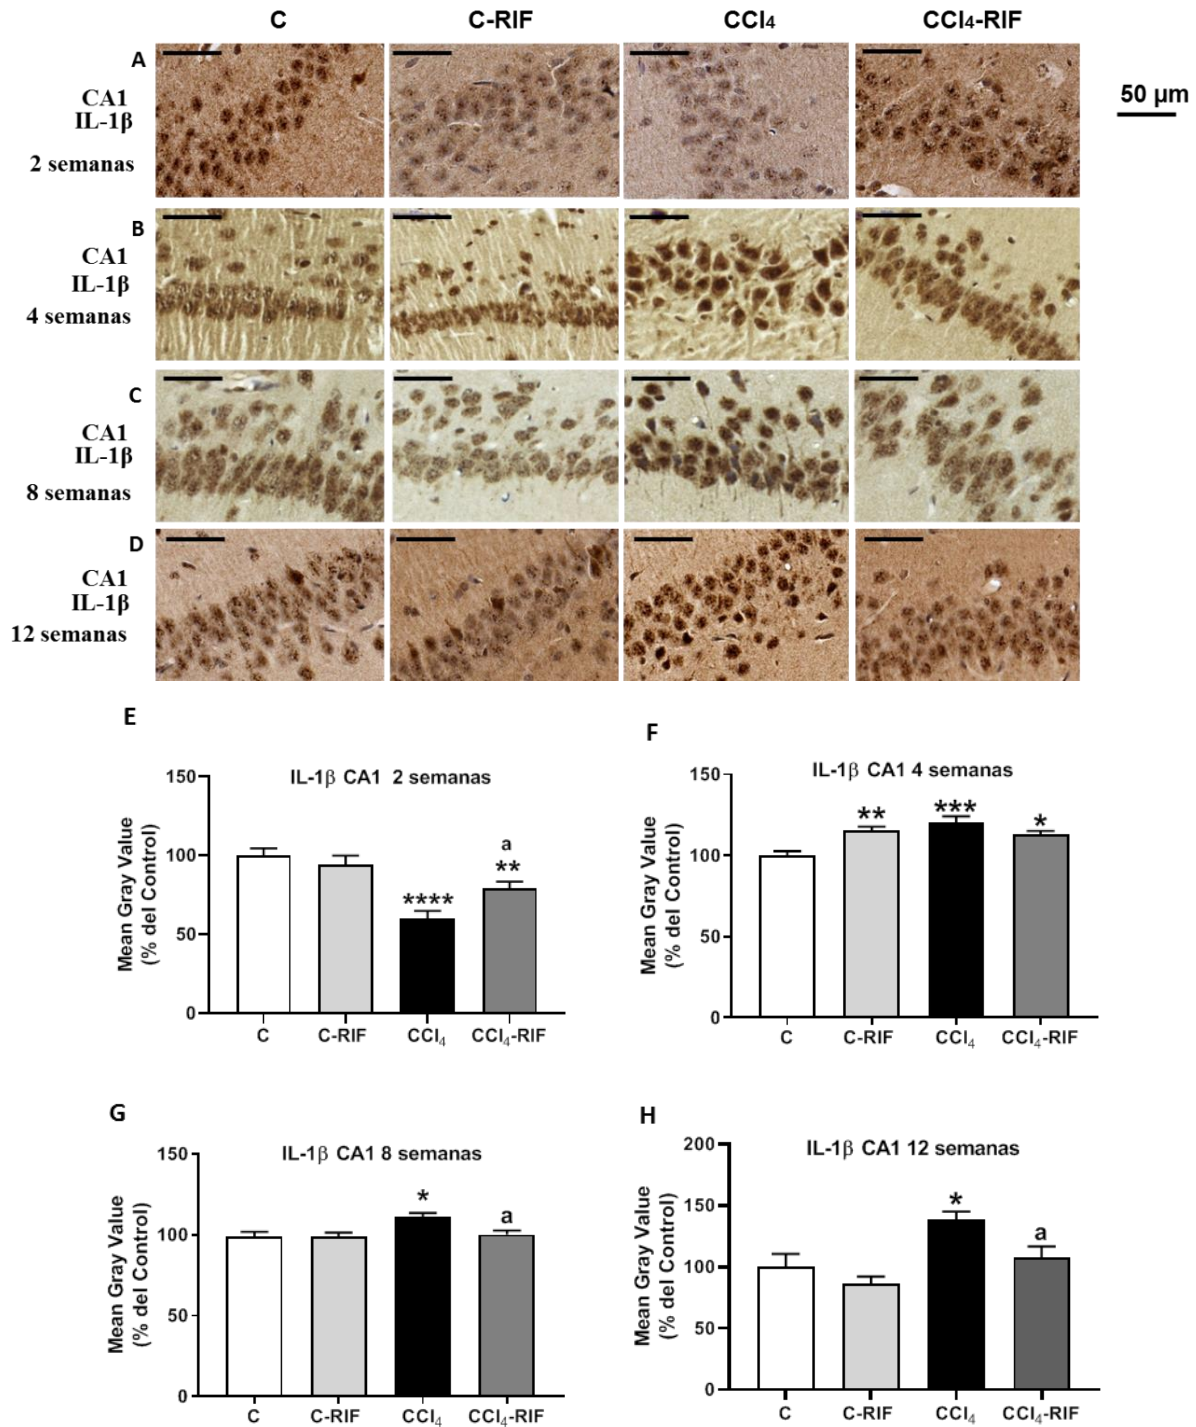 C C-RIF CCl4 CCl4-RIF
A
CA1
IL-1β
2 semanas
50 µm
B
CA1
IL-1β
4 semanas
C
CA1
IL-1β
8 semanas
D
CA1
IL-1β
12 semanas
E
IL-1β CA1 2 semanas
Mean Gray Value
(% del Control)
150
100
50
0
****
a
**
C C-RIF CCl₄ CCl₄-RIF
F
IL-1β CA1 4 semanas
Mean Gray Value
(% del Control)
150
100
50
0
**
***
*
C C-RIF CCl₄ CCl₄-RIF
G
IL-1β CA1 8 semanas
Mean Gray Value
(% del Control)
150
100
50
0
*
a
C C-RIF CCl₄ CCl₄-RIF
H
IL-1β CA1 12 semanas
Mean Gray Value
(% del Control)
200
150
100
50
0
*
a
C C-RIF CCl₄ CCl₄-RIF